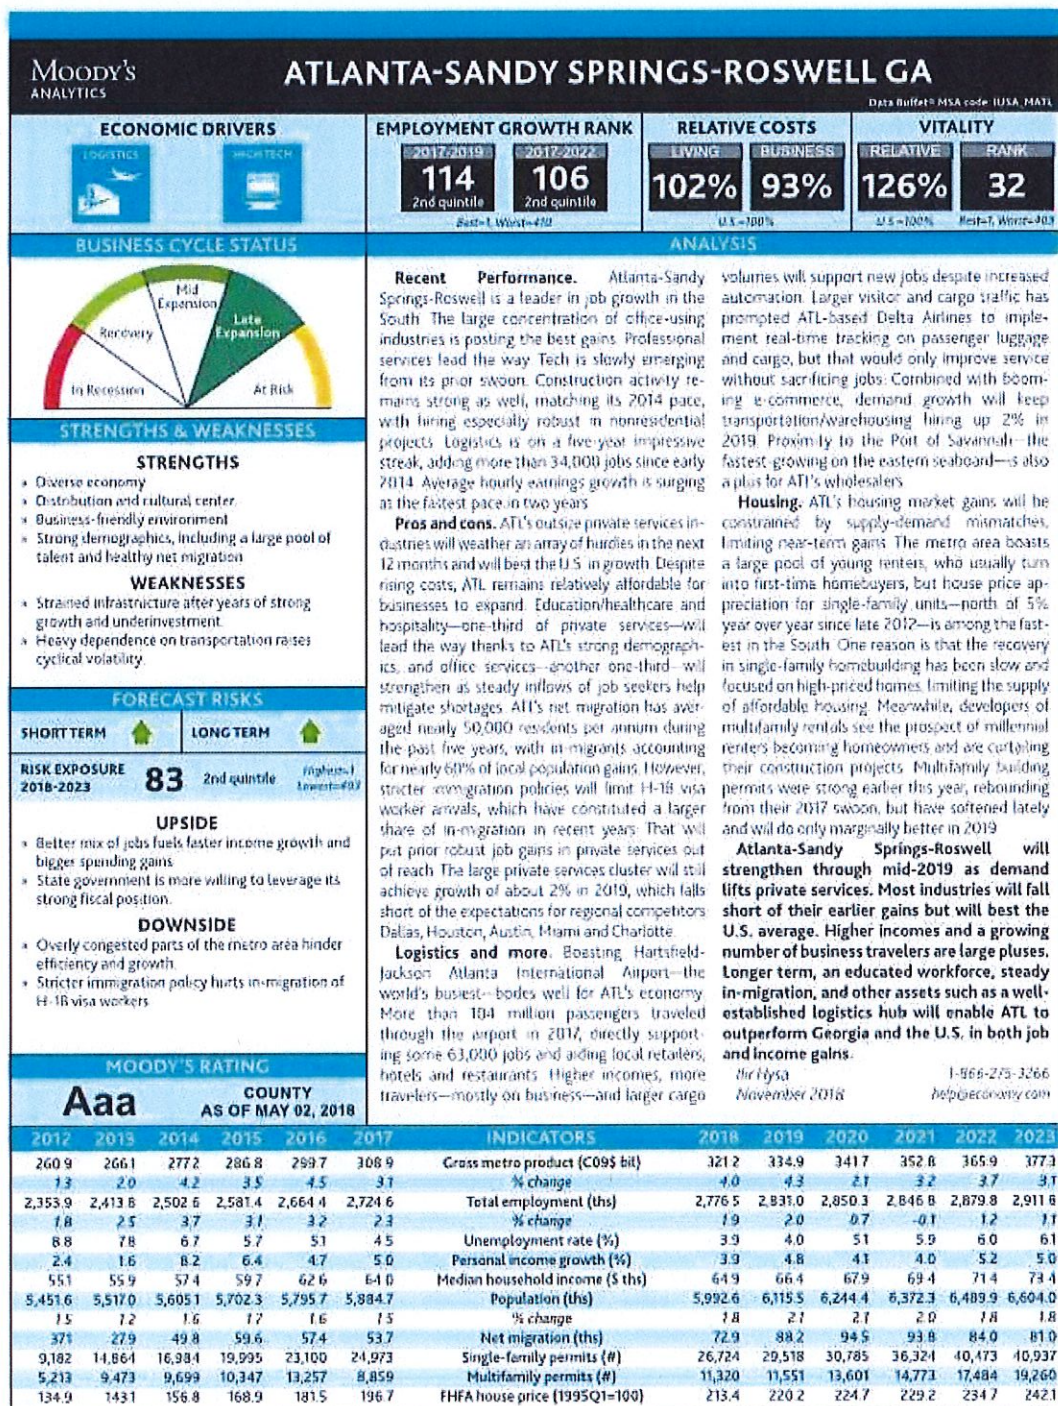 MOODY'S
ANALYTICS
ATLANTA-SANDY SPRINGS-ROSWELL GA
Data Buffet® MSA code: IUSA_MATL
ECONOMIC DRIVERS
LOGISTICS
HIGH TECH
EMPLOYMENT GROWTH RANK
2017-2019
2017-2022
114
106
2nd quintile
2nd quintile
Best=1, Worst=410
RELATIVE COSTS
LIVING
BUSINESS
102%
93%
U.S.=100%
VITALITY
RELATIVE
RANK
126%
32
U.S.=100%
Best=1, Worst=403
BUSINESS CYCLE STATUS
In Recession
Recovery
Mid
Expansion
Late
Expansion
At Risk
STRENGTHS & WEAKNESSES
STRENGTHS
» Diverse economy
» Distribution and cultural center.
» Business-friendly environment
» Strong demographics, including a large pool of
talent and healthy net migration
WEAKNESSES
» Strained infrastructure after years of strong
growth and underinvestment.
» Heavy dependence on transportation raises
cyclical volatility.
FORECAST RISKS
SHORT TERM
LONG TERM
RISK EXPOSURE
2018-2023
83
2nd quintile
Highest=1
Lowest=403
UPSIDE
» Better mix of jobs fuels faster income growth and
bigger spending gains
» State government is more willing to leverage its
strong fiscal position.
DOWNSIDE
» Overly congested parts of the metro area hinder
efficiency and growth.
» Stricter immigration policy hurts in-migration of
H-1B visa workers
MOODY'S RATING
Aaa
COUNTY
AS OF MAY 02, 2018
ANALYSIS
Recent Performance. Atlanta-Sandy
Springs-Roswell is a leader in job growth in the
South. The large concentration of office-using
industries is posting the best gains. Professional
services lead the way. Tech is slowly emerging
from its prior swoon. Construction activity re-
mains strong as well, matching its 2014 pace,
with hiring especially robust in nonresidential
projects. Logistics is on a five-year impressive
streak, adding more than 34,000 jobs since early
2014. Average hourly earnings growth is surging
at the fastest pace in two years.
Pros and cons. ATL's outsize private services in-
dustries will weather an array of hurdles in the next
12 months and will best the U.S. in growth. Despite
rising costs, ATL remains relatively affordable for
businesses to expand. Education/healthcare and
hospitality—one-third of private services—will
lead the way thanks to ATL's strong demograph-
ics, and office services—another one-third—will
strengthen as steady inflows of job seekers help
mitigate shortages. ATL's net migration has aver-
aged nearly 50,000 residents per annum during
the past five years, with in-migrants accounting
for nearly 60% of local population gains. However,
stricter immigration policies will limit H-1B visa
worker arrivals, which have constituted a larger
share of in-migration in recent years. That will
put prior robust job gains in private services out
of reach. The large private services cluster will still
achieve growth of about 2% in 2019, which falls
short of the expectations for regional competitors
Dallas, Houston, Austin, Miami and Charlotte.
Logistics and more. Boasting Hartsfield-
Jackson Atlanta International Airport—the
world's busiest—bodes well for ATL's economy.
More than 104 million passengers traveled
through the airport in 2017, directly support-
ing some 63,000 jobs and aiding local retailers,
hotels and restaurants. Higher incomes, more
travelers—mostly on business—and larger cargo
volumes will support new jobs despite increased
automation. Larger visitor and cargo traffic has
prompted ATL-based Delta Airlines to imple-
ment real-time tracking on passenger luggage
and cargo, but that would only improve service
without sacrificing jobs. Combined with boom-
ing e-commerce, demand growth will keep
transportation/warehousing hiring up 2% in
2019. Proximity to the Port of Savannah—the
fastest-growing on the eastern seaboard—is also
a plus for ATL's wholesalers.
Housing. ATL's housing market gains will be
constrained by supply-demand mismatches,
limiting near-term gains. The metro area boasts
a large pool of young renters, who usually turn
into first-time homebuyers, but house price ap-
preciation for single-family units—north of 5%
year over year since late 2012—is among the fast-
est in the South. One reason is that the recovery
in single-family homebuilding has been slow and
focused on high-priced homes, limiting the supply
of affordable housing. Meanwhile, developers of
multifamily rentals see the prospect of millennial
renters becoming homeowners and are curtailing
their construction projects. Multifamily building
permits were strong earlier this year, rebounding
from their 2017 swoon, but have softened lately
and will do only marginally better in 2019.
Atlanta-Sandy Springs-Roswell will
strengthen through mid-2019 as demand
lifts private services. Most industries will fall
short of their earlier gains but will best the
U.S. average. Higher incomes and a growing
number of business travelers are large pluses.
Longer term, an educated workforce, steady
in-migration, and other assets such as a well-
established logistics hub will enable ATL to
outperform Georgia and the U.S. in both job
and income gains.
Ilir Hysa 1-866-275-3266
November 2018 help@economy.com
2012 2013 2014 2015 2016 2017 INDICATORS 2018 2019 2020 2021 2022 2023
260.9 266.1 277.2 286.8 299.7 308.9 Gross metro product (C09$ bil) 321.2 334.9 341.7 352.8 365.9 377.3
1.3 2.0 4.2 3.5 4.5 3.1 % change 4.0 4.3 2.1 3.2 3.7 3.1
2,353.9 2,413.8 2,502.6 2,581.4 2,664.4 2,724.6 Total employment (ths) 2,776.5 2,831.0 2,850.3 2,846.8 2,879.8 2,911.8
1.8 2.5 3.7 3.1 3.2 2.3 % change 1.9 2.0 0.7 -0.1 1.2 1.1
8.8 7.8 6.7 5.7 5.1 4.5 Unemployment rate (%) 3.9 4.0 5.1 5.9 6.0 6.1
2.4 1.6 8.2 6.4 4.7 5.0 Personal income growth (%) 3.9 4.8 4.1 4.0 5.2 5.0
55.1 55.9 57.4 59.7 62.6 64.0 Median household income ($ ths) 64.9 66.4 67.9 69.4 71.4 73.4
5,451.6 5,517.0 5,605.1 5,702.3 5,795.7 5,884.7 Population (ths) 5,992.6 6,115.5 6,244.4 6,372.3 6,489.9 6,604.0
1.5 1.2 1.6 1.7 1.6 1.5 % change 1.8 2.1 2.1 2.0 1.8 1.8
37.1 27.9 49.8 59.6 57.4 53.7 Net migration (ths) 72.9 88.2 94.5 93.8 84.0 81.0
9,182 14,864 16,984 19,995 23,100 24,973 Single-family permits (#) 26,724 29,518 30,785 36,324 40,473 40,937
5,213 9,473 9,699 10,347 13,257 8,859 Multifamily permits (#) 11,320 11,551 13,601 14,773 17,484 19,260
134.9 143.1 156.8 168.9 181.5 196.7 FHFA house price (1995Q1=100) 213.4 220.2 224.7 229.2 234.7 242.1